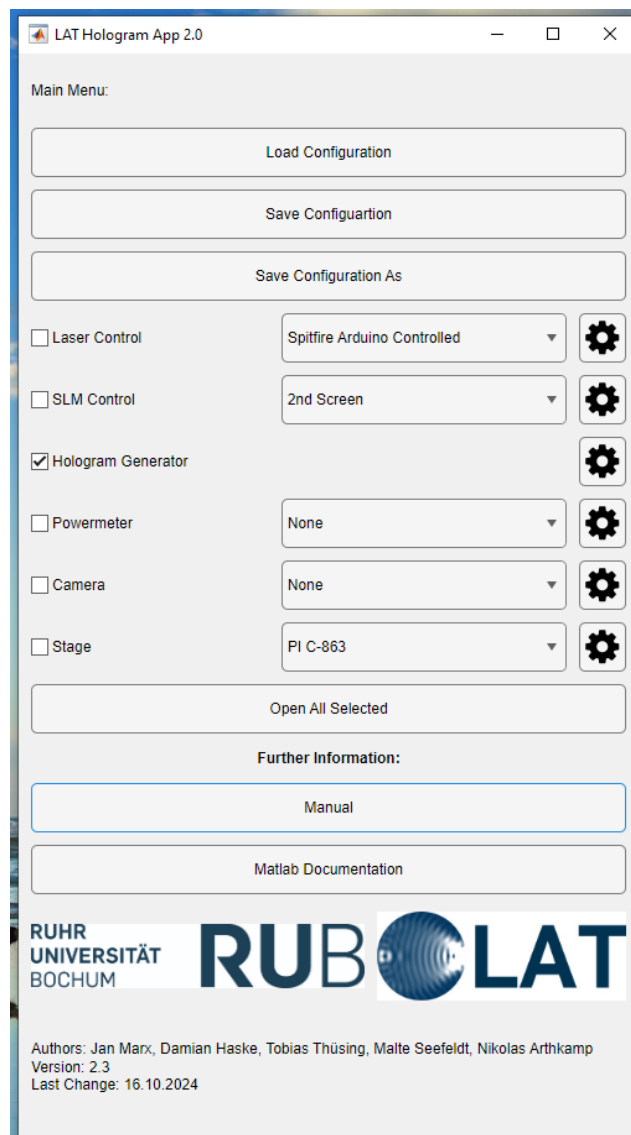 LAT Hologram App 2.0
Main Menu:
Load Configuration
Save Configuartion
Save Configuration As
Laser Control
Spitfire Arduino Controlled
SLM Control
2nd Screen
Hologram Generator
Powermeter
None
Camera
None
Stage
PI C-863
Open All Selected
Further Information:
Manual
Matlab Documentation
RUHR
UNIVERSITÄT
BOCHUM
RUB
LAT
Authors: Jan Marx, Damian Haske, Tobias Thüsing, Malte Seefeldt, Nikolas Arthkamp
Version: 2.3
Last Change: 16.10.2024